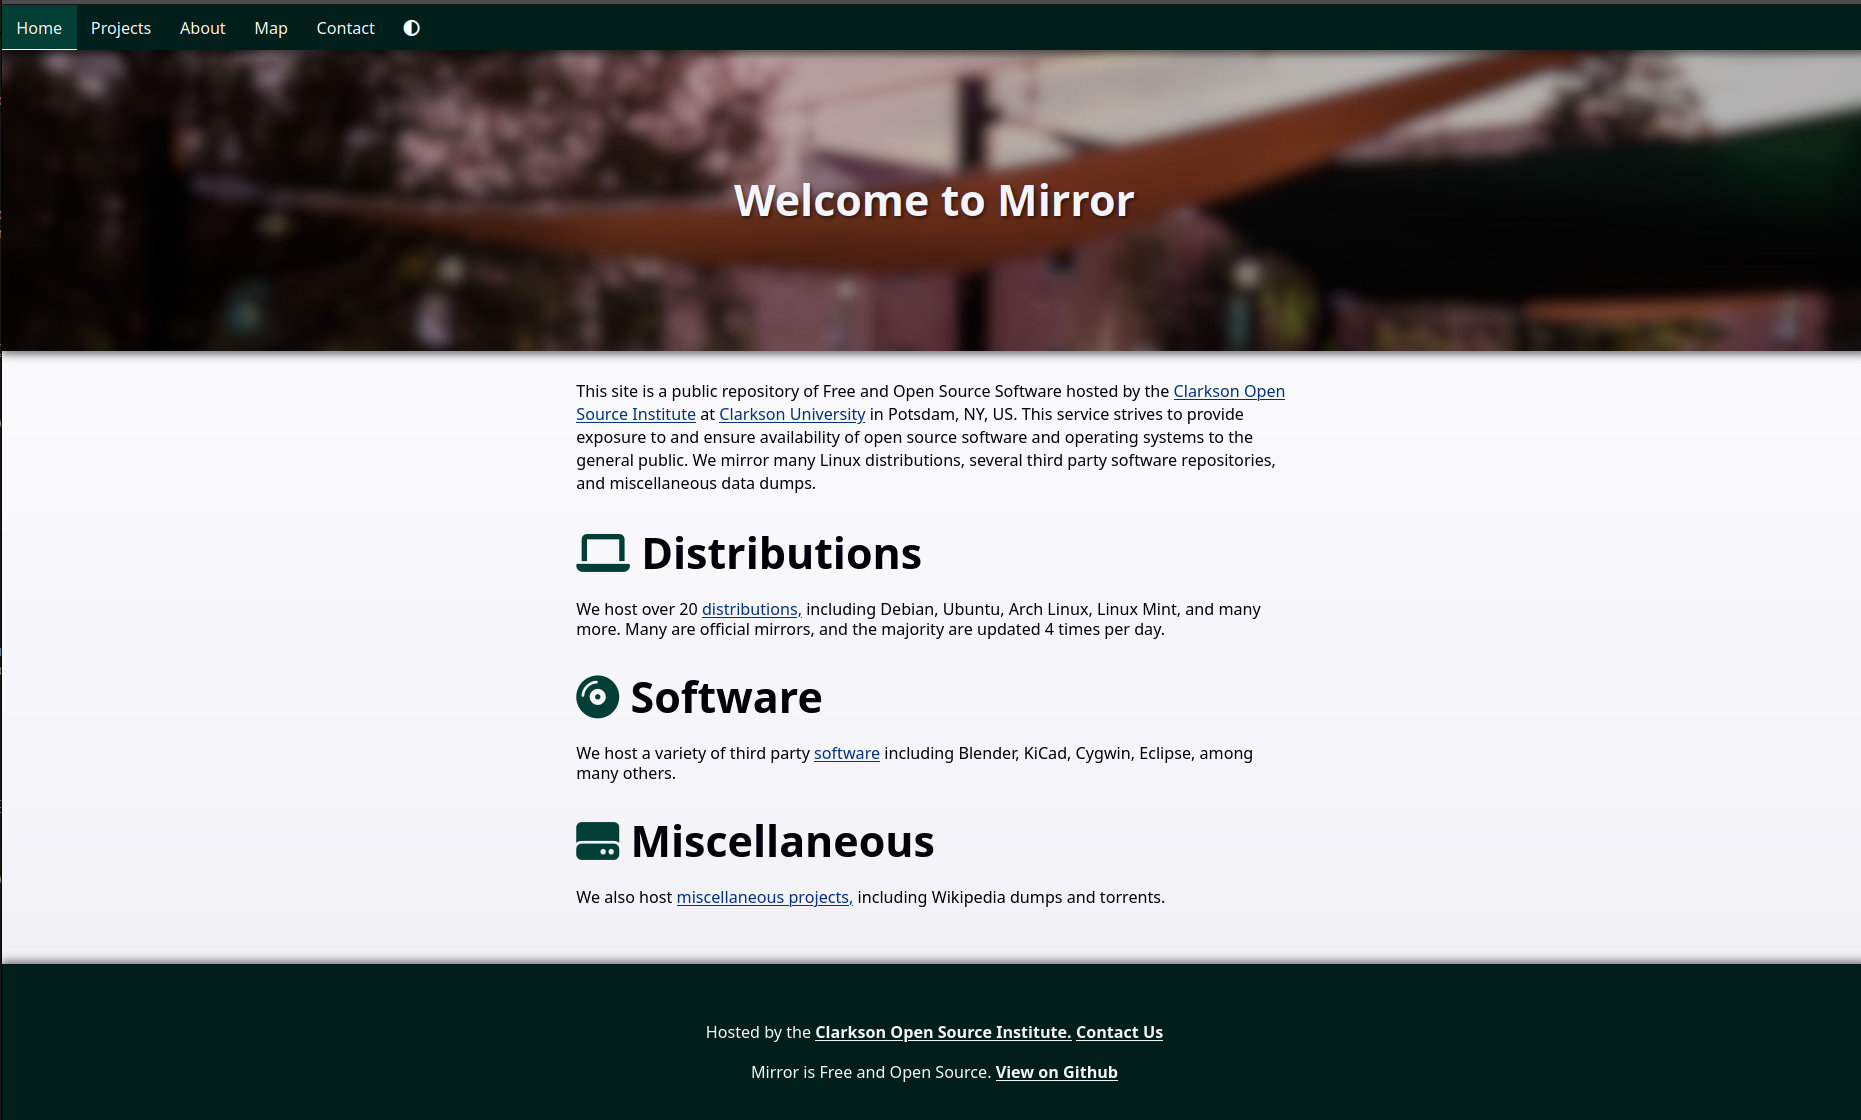 Home Projects About Map Contact
Welcome to Mirror
This site is a public repository of Free and Open Source Software hosted by the Clarkson Open
Source Institute at Clarkson University in Potsdam, NY, US. This service strives to provide
exposure to and ensure availability of open source software and operating systems to the
general public. We mirror many Linux distributions, several third party software repositories,
and miscellaneous data dumps.
Distributions
We host over 20 distributions, including Debian, Ubuntu, Arch Linux, Linux Mint, and many
more. Many are official mirrors, and the majority are updated 4 times per day.
Software
We host a variety of third party software including Blender, KiCad, Cygwin, Eclipse, among
many others.
Miscellaneous
We also host miscellaneous projects, including Wikipedia dumps and torrents.
Hosted by the Clarkson Open Source Institute. Contact Us
Mirror is Free and Open Source. View on Github